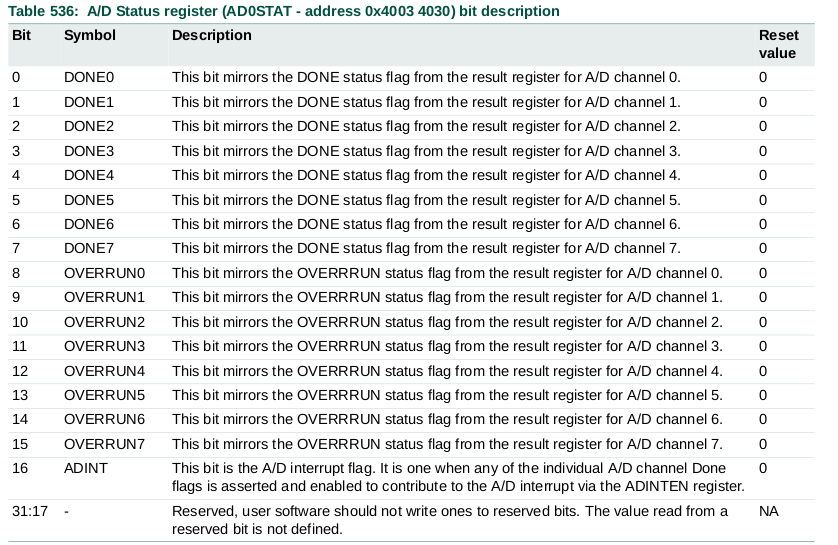 Table 536: A/D Status register (AD0STAT - address 0x4003 4030) bit description
Bit Symbol Description Reset
value
0 DONE0 This bit mirrors the DONE status flag from the result register for A/D channel 0. 0
1 DONE1 This bit mirrors the DONE status flag from the result register for A/D channel 1. 0
2 DONE2 This bit mirrors the DONE status flag from the result register for A/D channel 2. 0
3 DONE3 This bit mirrors the DONE status flag from the result register for A/D channel 3. 0
4 DONE4 This bit mirrors the DONE status flag from the result register for A/D channel 4. 0
5 DONE5 This bit mirrors the DONE status flag from the result register for A/D channel 5. 0
6 DONE6 This bit mirrors the DONE status flag from the result register for A/D channel 6. 0
7 DONE7 This bit mirrors the DONE status flag from the result register for A/D channel 7. 0
8 OVERRUN0 This bit mirrors the OVERRRUN status flag from the result register for A/D channel 0. 0
9 OVERRUN1 This bit mirrors the OVERRRUN status flag from the result register for A/D channel 1. 0
10 OVERRUN2 This bit mirrors the OVERRRUN status flag from the result register for A/D channel 2. 0
11 OVERRUN3 This bit mirrors the OVERRRUN status flag from the result register for A/D channel 3. 0
12 OVERRUN4 This bit mirrors the OVERRRUN status flag from the result register for A/D channel 4. 0
13 OVERRUN5 This bit mirrors the OVERRRUN status flag from the result register for A/D channel 5. 0
14 OVERRUN6 This bit mirrors the OVERRRUN status flag from the result register for A/D channel 6. 0
15 OVERRUN7 This bit mirrors the OVERRRUN status flag from the result register for A/D channel 7. 0
16 ADINT This bit is the A/D interrupt flag. It is one when any of the individual A/D channel Done 0
flags is asserted and enabled to contribute to the A/D interrupt via the ADINTEN register.
31:17 - Reserved, user software should not write ones to reserved bits. The value read from a NA
reserved bit is not defined.